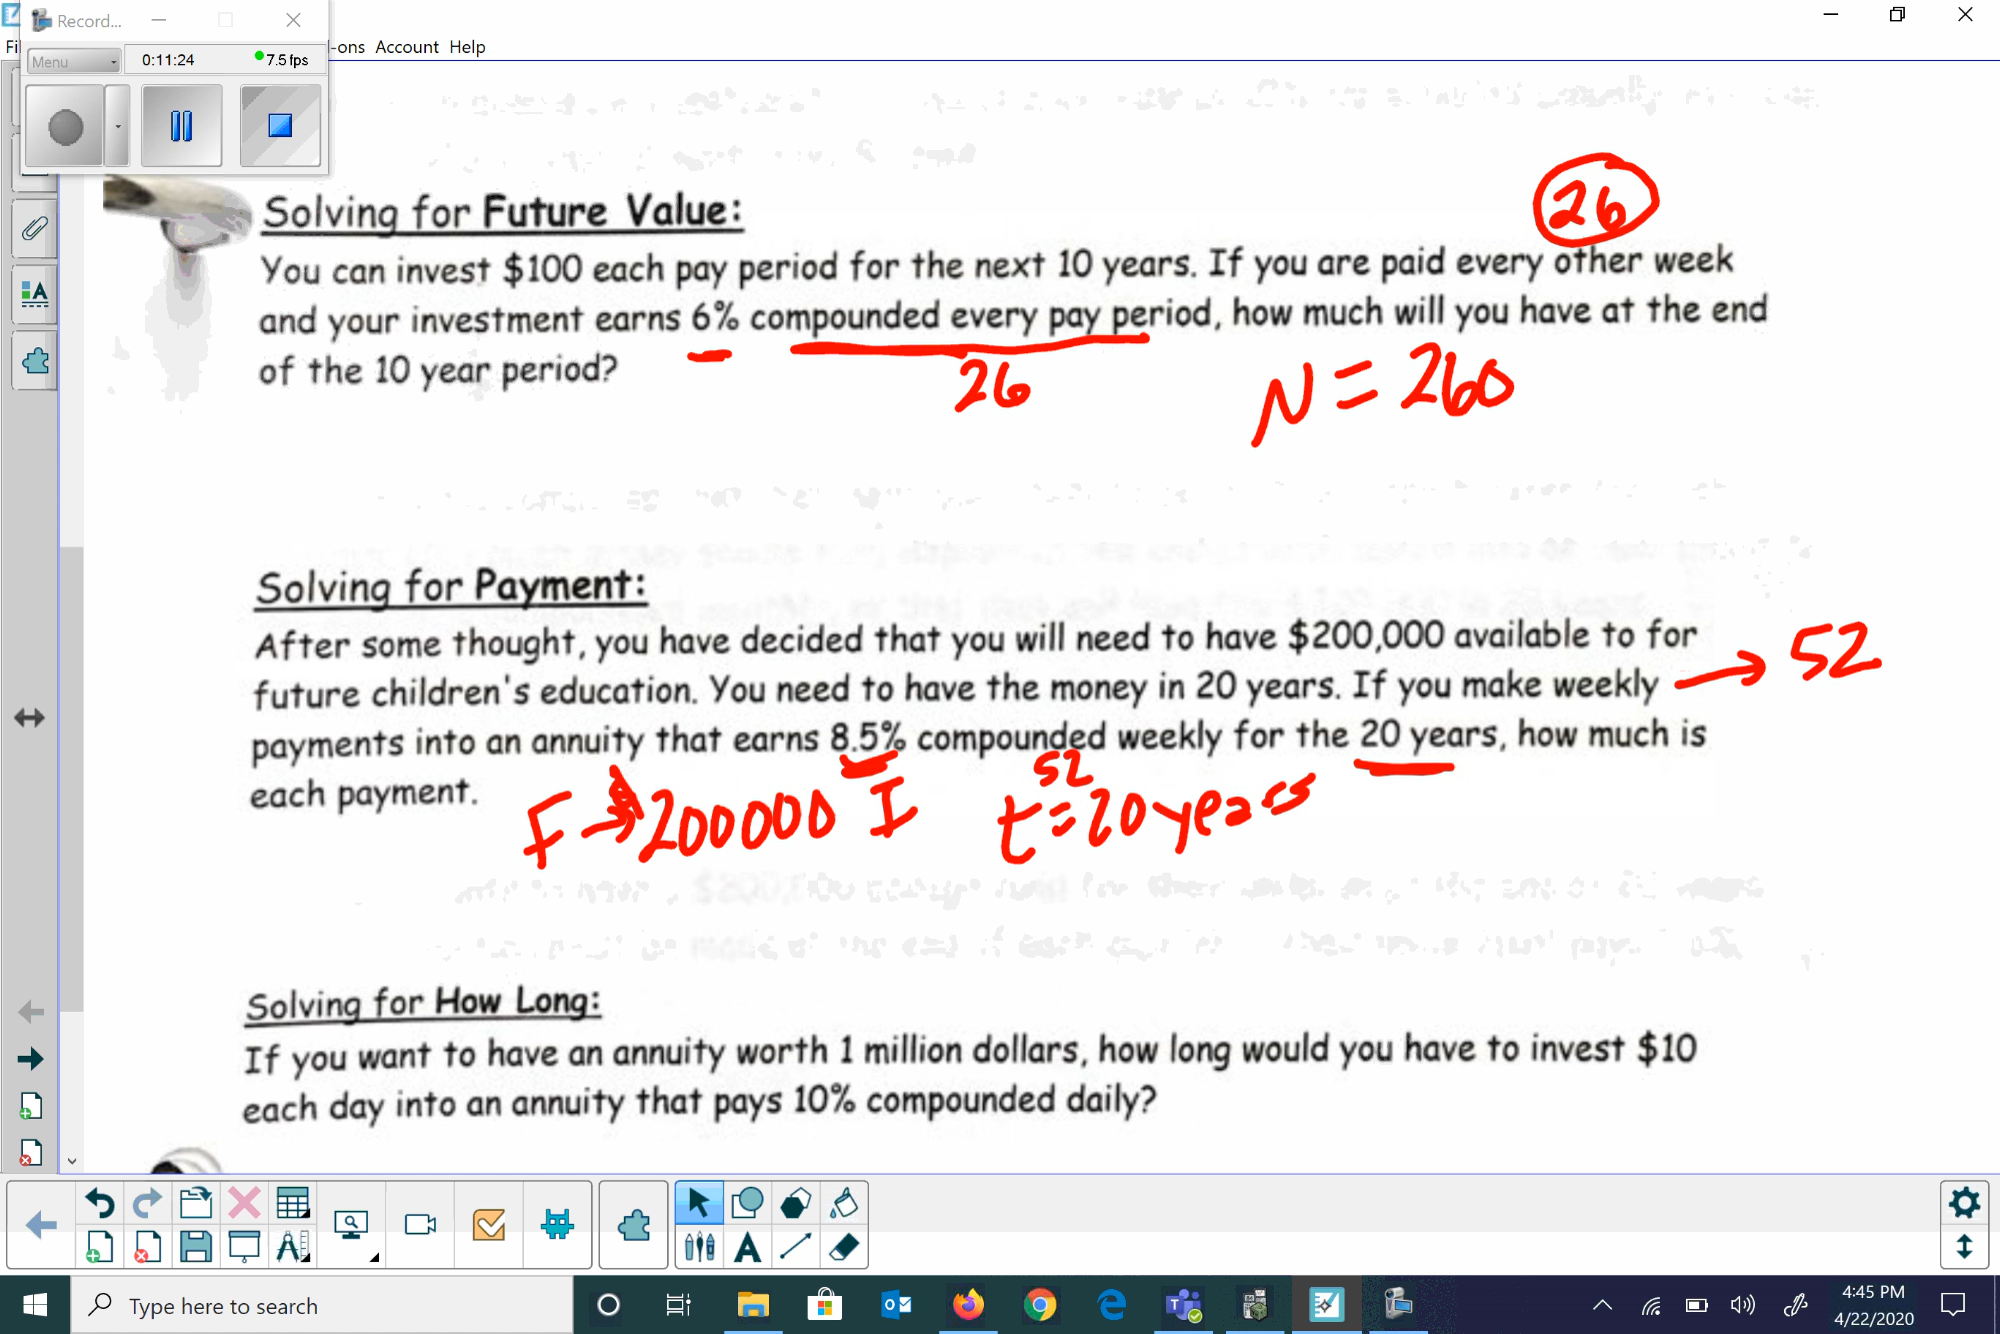 Record...
Fi
-ons Account Help
Menu
0:11:24
7.5 fps
26
Solving for Future Value:
You can invest $100 each pay period for the next 10 years. If you are paid every other week
and your investment earns 6% compounded every pay period, how much will you have at the end
of the 10 year period?
26
N = 260
Solving for Payment:
After some thought, you have decided that you will need to have $200,000 available to for
future children's education. You need to have the money in 20 years. If you make weekly → 52
payments into an annuity that earns 8.5% compounded weekly for the 20 years, how much is
each payment.
52
F → 200000 I t = 20 years
Solving for How Long:
If you want to have an annuity worth 1 million dollars, how long would you have to invest $10
each day into an annuity that pays 10% compounded daily?
Type here to search
4:45 PM
4/22/2020